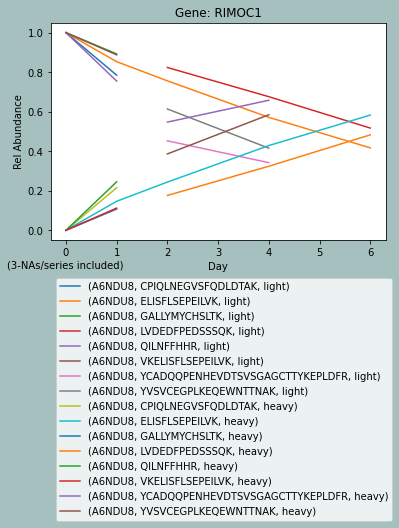 Gene: RIMOC1
1.0
0.8
0.6
0.4
0.2
0.0
Rel Abundance
0 1 2 3 4 5 6
(3-NAs/series included)
Day
(A6NDU8, CPIQLNEGVSFQDLDTAK, light)
(A6NDU8, ELISFLSEPEILVK, light)
(A6NDU8, GALLYMYCHSLTK, light)
(A6NDU8, LVDEDFPEDSSSQK, light)
(A6NDU8, QILNFFHHR, light)
(A6NDU8, VKELISFLSEPEILVK, light)
(A6NDU8, YCADQQPENHEVDTSVSGAGCTTYKEPLDFR, light)
(A6NDU8, YVSVCEGPLKEQEWNTTNAK, light)
(A6NDU8, CPIQLNEGVSFQDLDTAK, heavy)
(A6NDU8, ELISFLSEPEILVK, heavy)
(A6NDU8, GALLYMYCHSLTK, heavy)
(A6NDU8, LVDEDFPEDSSSQK, heavy)
(A6NDU8, QILNFFHHR, heavy)
(A6NDU8, VKELISFLSEPEILVK, heavy)
(A6NDU8, YCADQQPENHEVDTSVSGAGCTTYKEPLDFR, heavy)
(A6NDU8, YVSVCEGPLKEQEWNTTNAK, heavy)